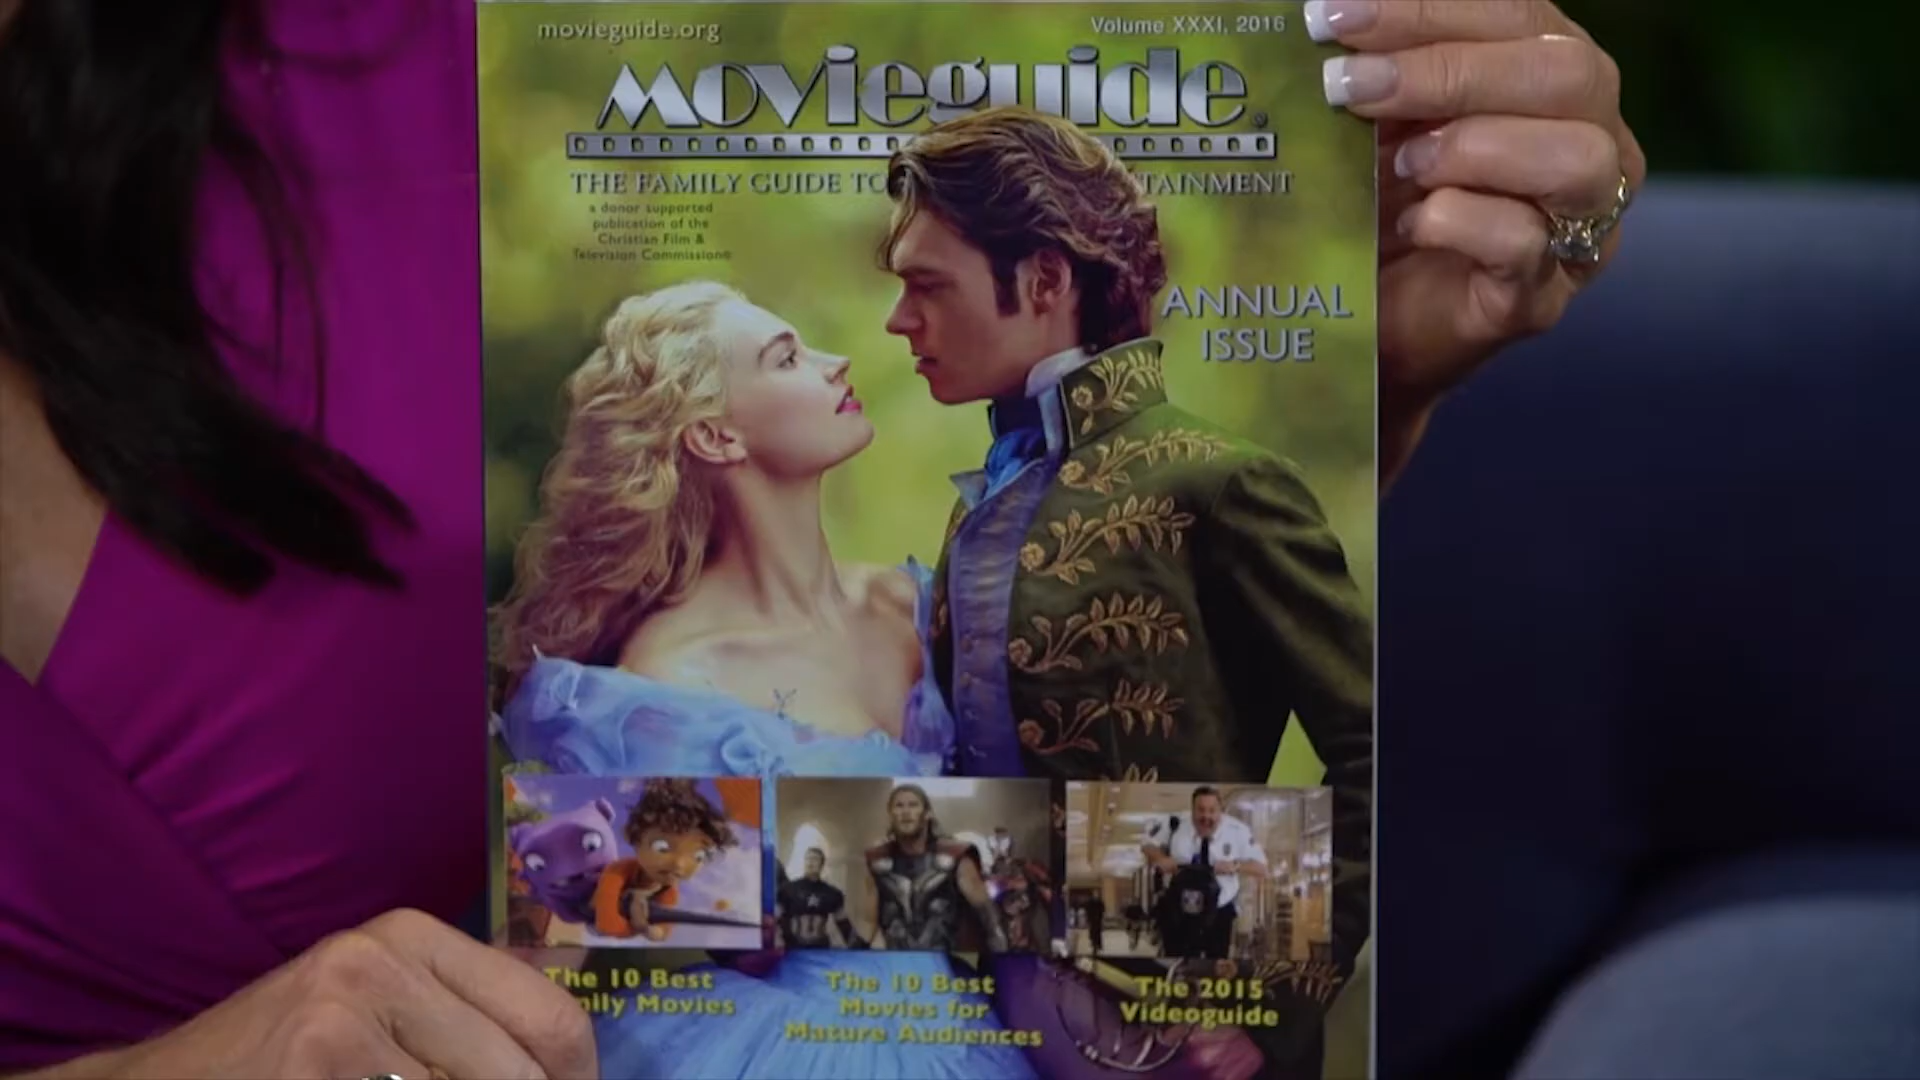 movieguide.org
Volume XXXI, 2016
movieguide®
THE FAMILY GUIDE TO TAINMENT
a donor supported
publication of the
Christian Film &
Television Commission®
ANNUAL
ISSUE
The 10 Best
mily Movies
The 10 Best
Movies for
Mature Audiences
The 2015
Videoguide